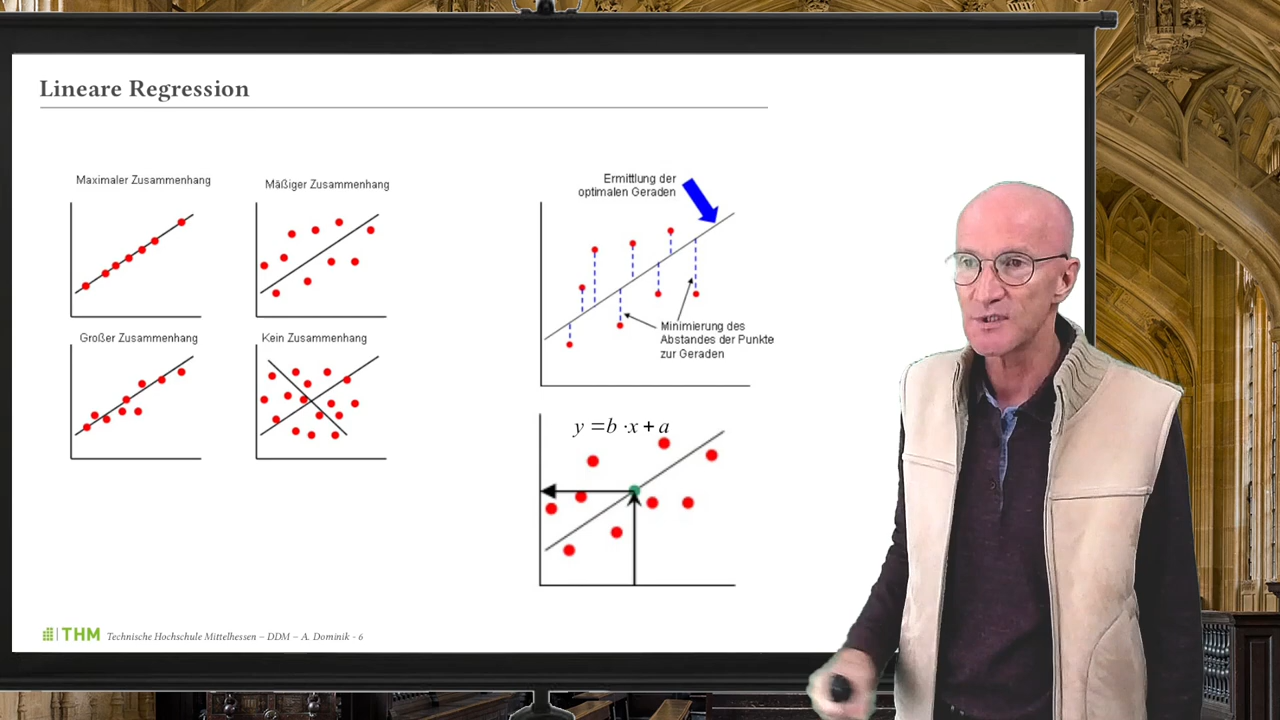 Lineare Regression
Maximaler Zusammenhang
Mäßiger Zusammenhang
Großer Zusammenhang
Kein Zusammenhang
Ermittlung der
optimalen Geraden
Minimierung des
Abstandes der Punkte
zur Geraden
y =b ·x + a
THM Technische Hochschule Mittelhessen – DDM – A. Dominik - 6